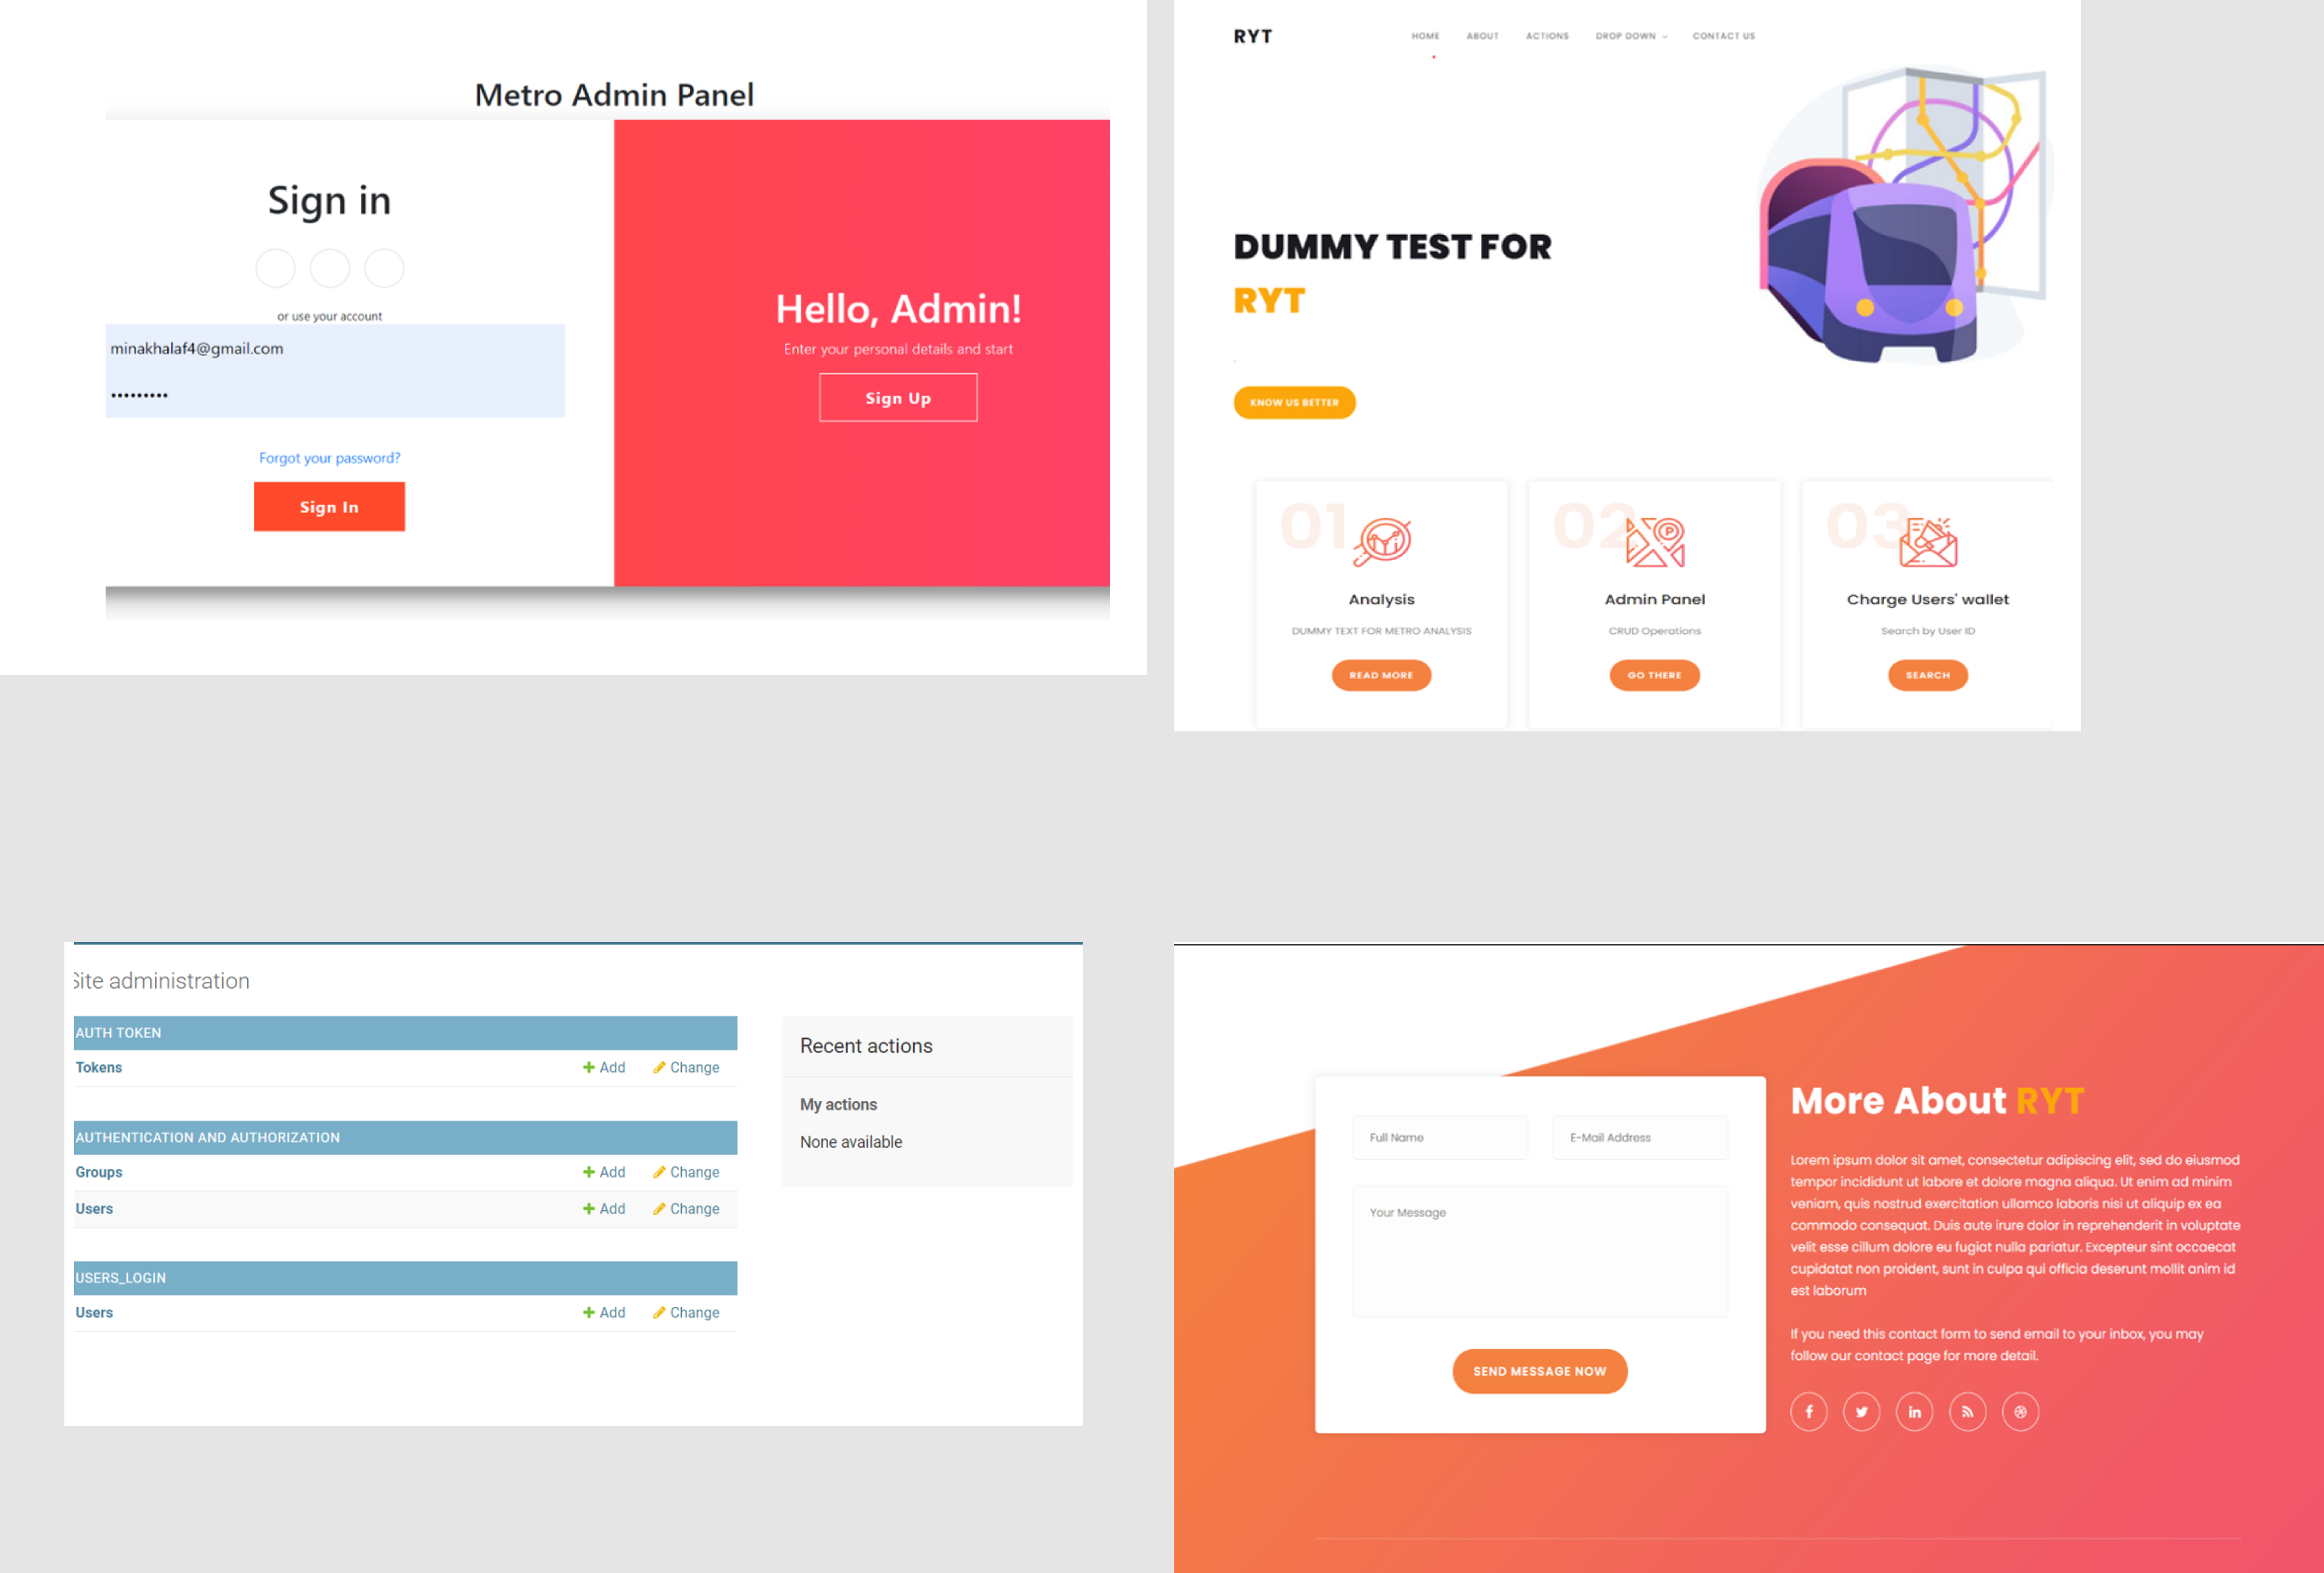 Metro Admin Panel
Sign in
or use your account
minakhalaf4@gmail.com
•••••••••
Forgot your password?
Sign In
Hello, Admin!
Enter your personal details and start
Sign Up
RYT
HOME ABOUT ACTIONS DROP DOWN CONTACT US
DUMMY TEST FOR
RYT
.
KNOW US BETTER
01
Analysis
DUMMY TEXT FOR METRO ANALYSIS
READ MORE
02
P
Admin Panel
CRUD Operations
GO THERE
03
Charge Users' wallet
Search by User ID
SEARCH
Site administration
AUTH TOKEN
Tokens Add Change
AUTHENTICATION AND AUTHORIZATION
Groups Add Change
Users Add Change
USERS_LOGIN
Users Add Change
Recent actions
My actions
None available
Full Name E-Mail Address
Your Message
SEND MESSAGE NOW
More About RYT
Lorem ipsum dolor sit amet, consectetur adipiscing elit, sed do eiusmod
tempor incididunt ut labore et dolore magna aliqua. Ut enim ad minim
veniam, quis nostrud exercitation ullamco laboris nisi ut aliquip ex ea
commodo consequat. Duis aute irure dolor in reprehenderit in voluptate
velit esse cillum dolore eu fugiat nulla pariatur. Excepteur sint occaecat
cupidatat non proident, sunt in culpa qui officia deserunt mollit anim id
est laborum
If you need this contact form to send email to your inbox, you may
follow our contact page for more detail.